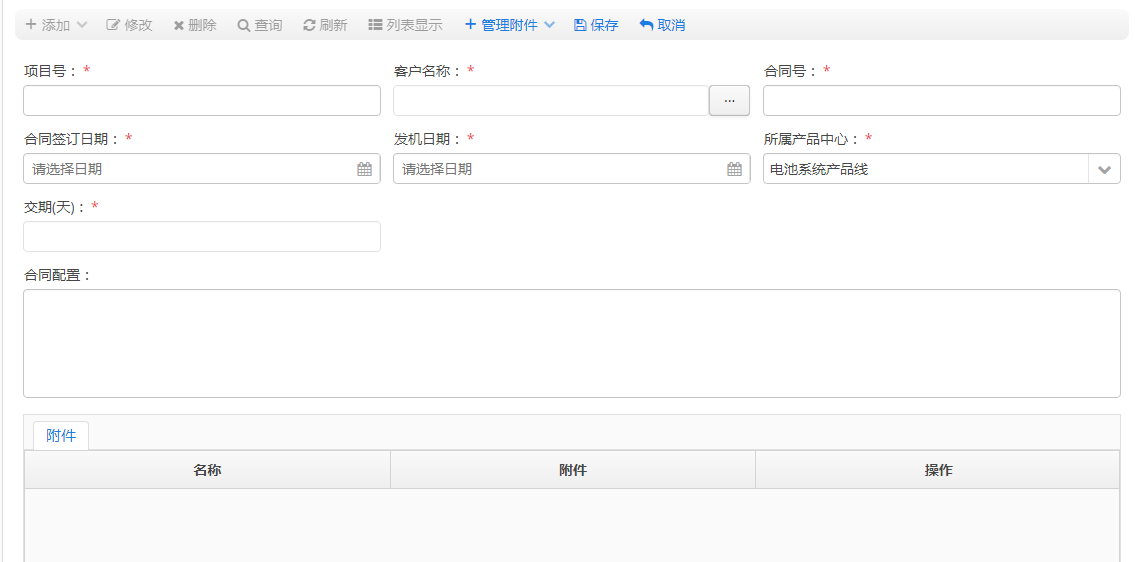 添加 修改 删除 查询 刷新 列表显示 管理附件 保存 取消
项目号： * 客户名称： * 合同号： *
...
合同签订日期： * 发机日期： * 所属产品中心： *
请选择日期 请选择日期 电池系统产品线
交期(天)： *
合同配置：
附件
名称 附件 操作